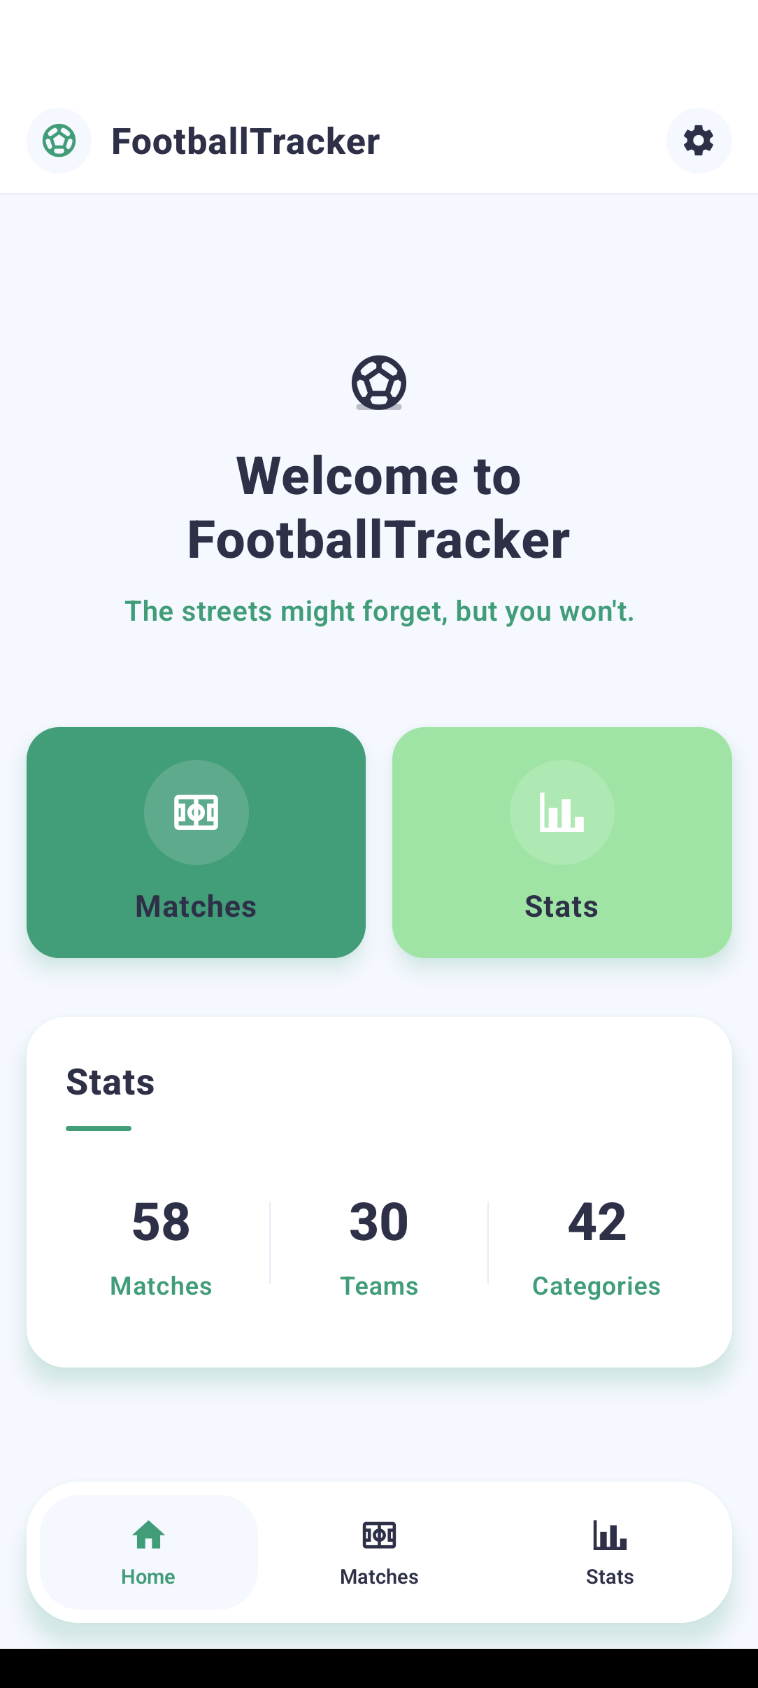 FootballTracker
Welcome to
FootballTracker
The streets might forget, but you won't.
Matches
Stats
Stats
58
30
42
Matches
Teams
Categories
Home
Matches
Stats